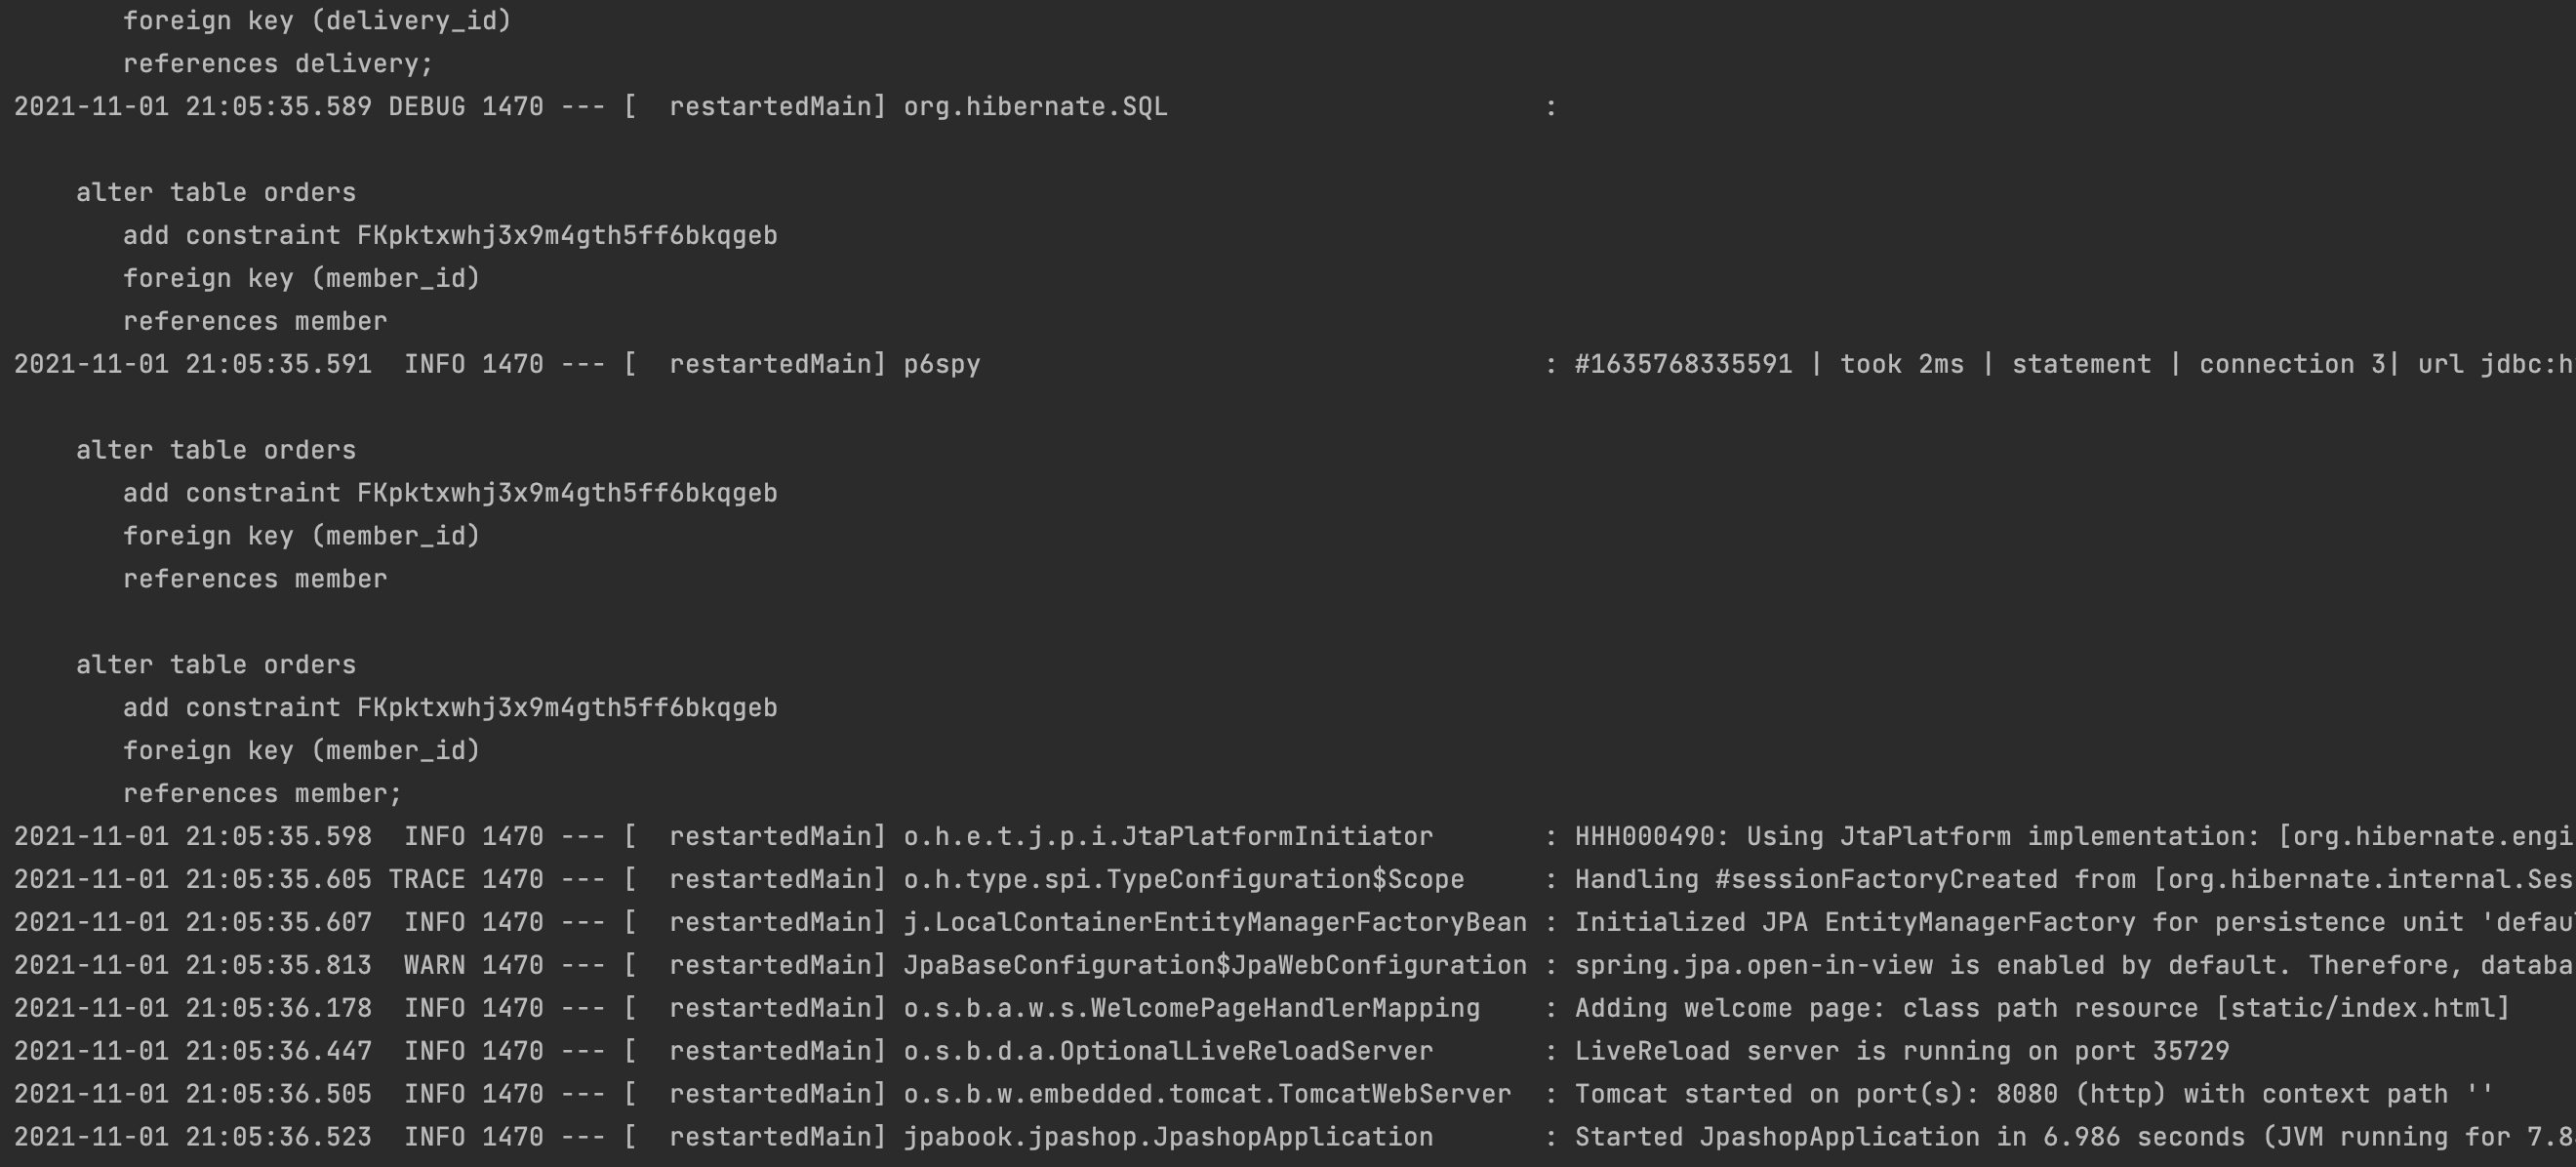 foreign key (delivery_id)
references delivery;
2021-11-01 21:05:35.589 DEBUG 1470 --- [  restartedMain] org.hibernate.SQL                        :
alter table orders
add constraint FKpktxwhj3x9m4gth5ff6bkqgeb
foreign key (member_id)
references member
2021-11-01 21:05:35.591  INFO 1470 --- [  restartedMain] p6spy                                    : #1635768335591 | took 2ms | statement | connection 3| url jdbc:h
alter table orders
add constraint FKpktxwhj3x9m4gth5ff6bkqgeb
foreign key (member_id)
references member
alter table orders
add constraint FKpktxwhj3x9m4gth5ff6bkqgeb
foreign key (member_id)
references member;
2021-11-01 21:05:35.598  INFO 1470 --- [  restartedMain] o.h.e.t.j.p.i.JtaPlatformInitiator       : HHH000490: Using JtaPlatform implementation: [org.hibernate.engi
2021-11-01 21:05:35.605 TRACE 1470 --- [  restartedMain] o.h.type.spi.TypeConfiguration$Scope     : Handling #sessionFactoryCreated from [org.hibernate.internal.Ses
2021-11-01 21:05:35.607  INFO 1470 --- [  restartedMain] j.LocalContainerEntityManagerFactoryBean : Initialized JPA EntityManagerFactory for persistence unit 'defau
2021-11-01 21:05:35.813  WARN 1470 --- [  restartedMain] JpaBaseConfiguration$JpaWebConfiguration : spring.jpa.open-in-view is enabled by default. Therefore, databa
2021-11-01 21:05:36.178  INFO 1470 --- [  restartedMain] o.s.b.a.w.s.WelcomePageHandlerMapping    : Adding welcome page: class path resource [static/index.html]
2021-11-01 21:05:36.447  INFO 1470 --- [  restartedMain] o.s.b.d.a.OptionalLiveReloadServer       : LiveReload server is running on port 35729
2021-11-01 21:05:36.505  INFO 1470 --- [  restartedMain] o.s.b.w.embedded.tomcat.TomcatWebServer  : Tomcat started on port(s): 8080 (http) with context path ''
2021-11-01 21:05:36.523  INFO 1470 --- [  restartedMain] jpabook.jpashop.JpashopApplication       : Started JpashopApplication in 6.986 seconds (JVM running for 7.8